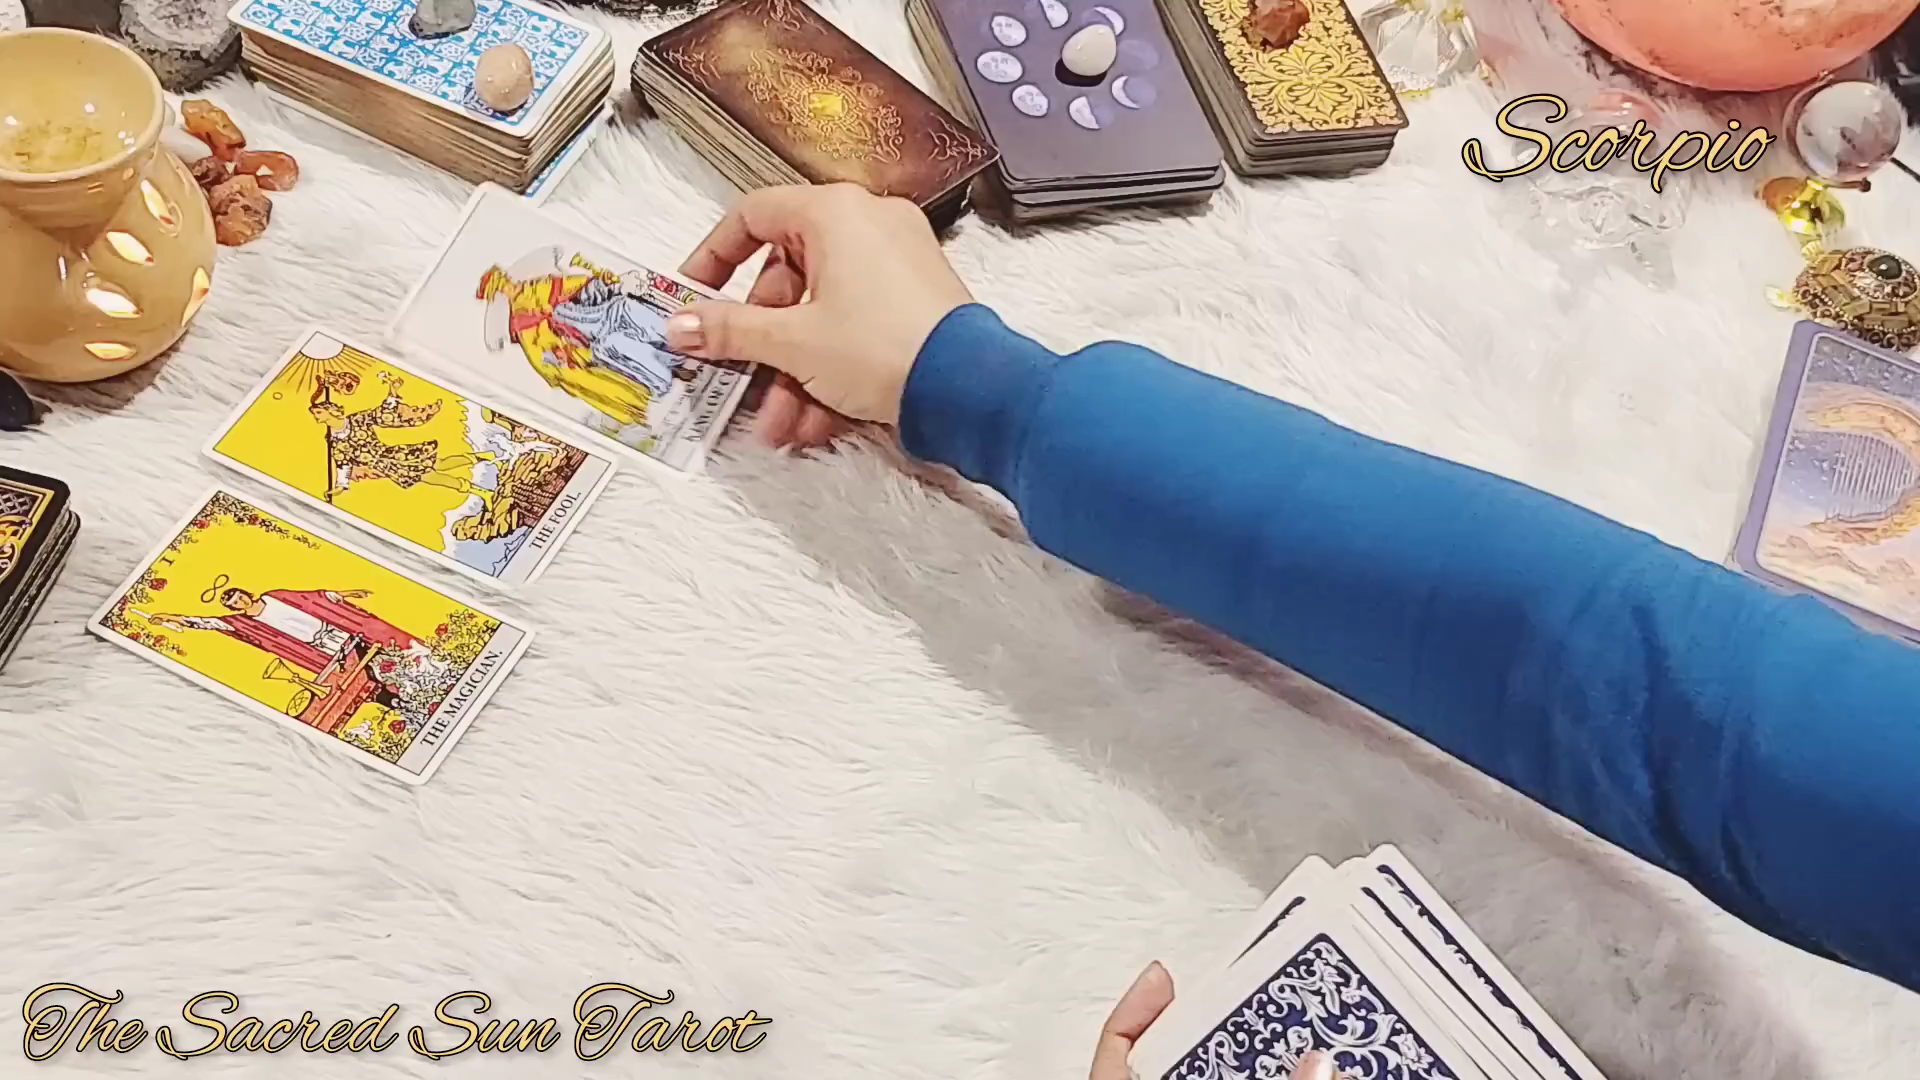 Scorpio
THE FOOL.
I
THE MAGICIAN.
The Sacred Sun Tarot